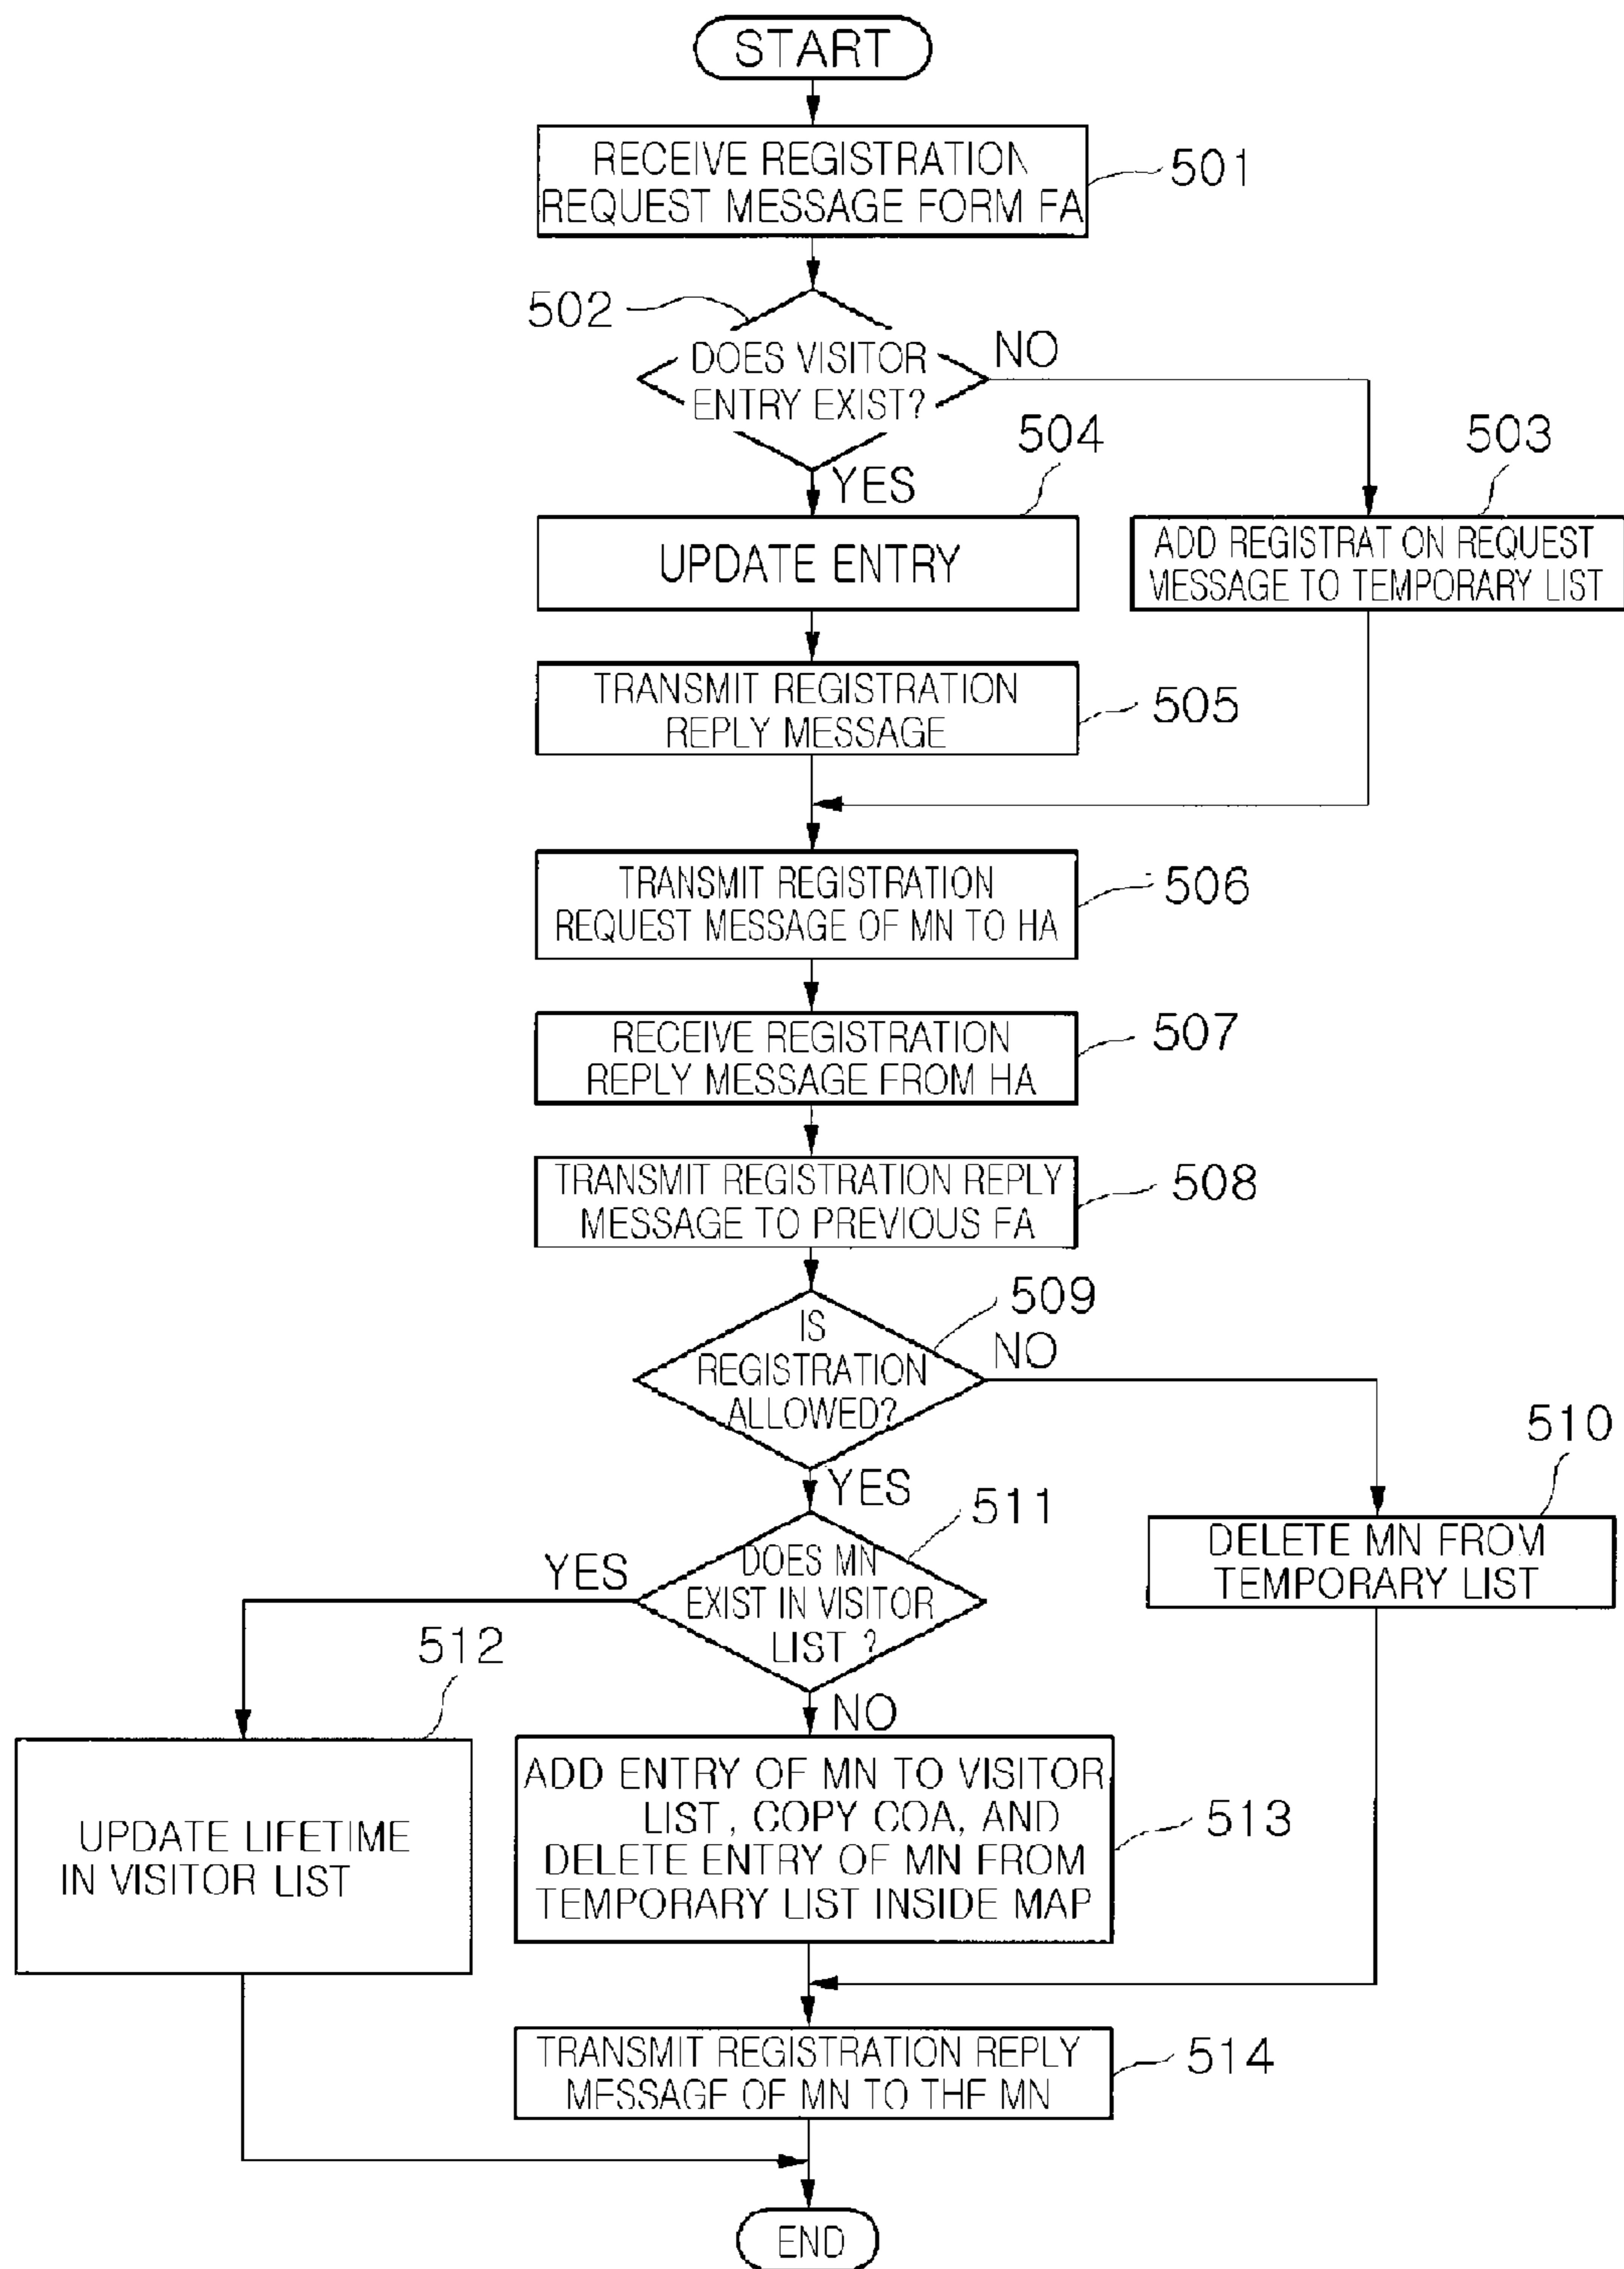 START
RECEIVE REGISTRATION
REQUEST MESSAGE FORM FA
501
502
DOES VISITOR
ENTRY EXIST?
NO
YES
504
503
UPDATE ENTRY
ADD REGISTRAT ON REQUEST
MESSAGE TO TEMPORARY LIST
TRANSMIT REGISTRATION
REPLY MESSAGE
505
TRANSMIT REGISTRATION
REQUEST MESSAGE OF MN TO HA
506
RECEIVE REGISTRATION
REPLY MESSAGE FROM HA
507
TRANSMIT REGISTRATION REPLY
MESSAGE TO PREVIOUS FA
508
IS
REGISTRATION
ALLOWED?
509
NO
YES
510
DELETE MN FROM
TEMPORARY LIST
511
DOES MN
EXIST IN VISITOR
LIST ?
YES
NO
512
UPDATE LIFETIME
IN VISITOR LIST
ADD ENTRY OF MN TO VISITOR
LIST, COPY COA, AND
DELETE ENTRY OF MN FROM
TEMPORARY LIST INSIDE MAP
513
TRANSMIT REGISTRATION REPLY
MESSAGE OF MN TO THE MN
514
END